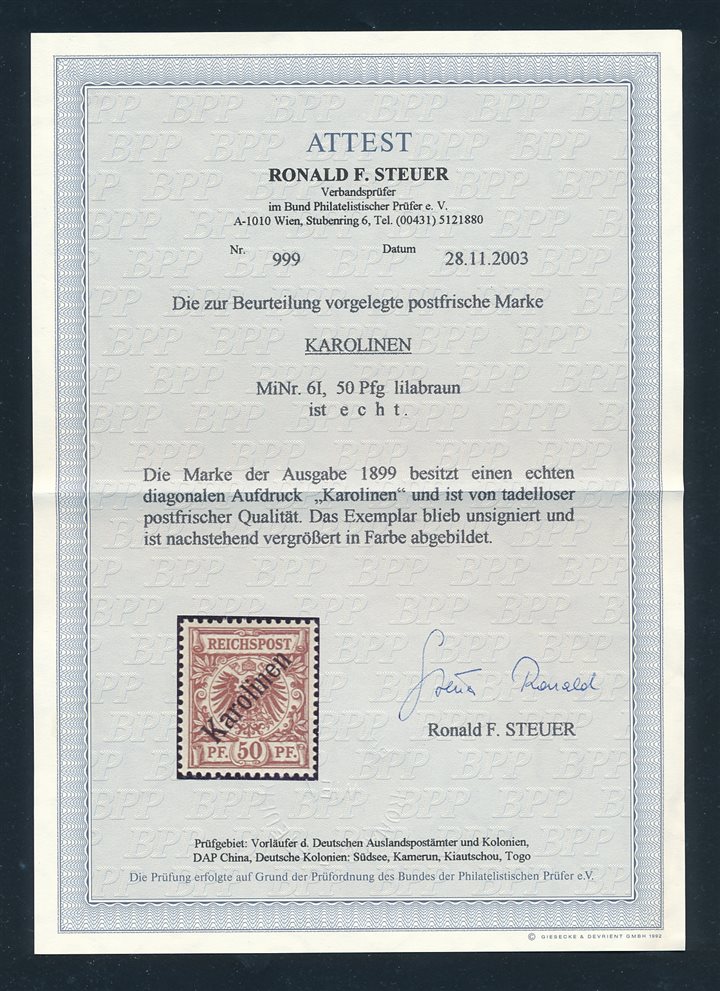 ATTEST
RONALD F. STEUER
Verbandsprüfer
im Bund Philatelistischer Prüfer e. V.
A-1010 Wien, Stubenring 6, Tel. (00431) 5121880
Nr. 999 Datum 28.11.2003
Die zur Beurteilung vorgelegte postfrische Marke
KAROLINEN
MiNr. 6I, 50 Pfg lilabraun
ist e c h t .
Die Marke der Ausgabe 1899 besitzt einen echten
diagonalen Aufdruck „Karolinen“ und ist von tadelloser
postfrischer Qualität. Das Exemplar blieb unsigniert und
ist nachstehend vergrößert in Farbe abgebildet.
REICHSPOST
Karolinen
PF. 50 PF.
Steuer Ronald
Ronald F. STEUER
Prüfgebiet: Vorläufer d. Deutschen Auslandspostämter und Kolonien,
DAP China, Deutsche Kolonien: Südsee, Kamerun, Kiautschou, Togo
Die Prüfung erfolgte auf Grund der Prüfordnung des Bundes der Philatelistischen Prüfer e.V.
© GIESECKE & DEVRIENT GMBH 1992